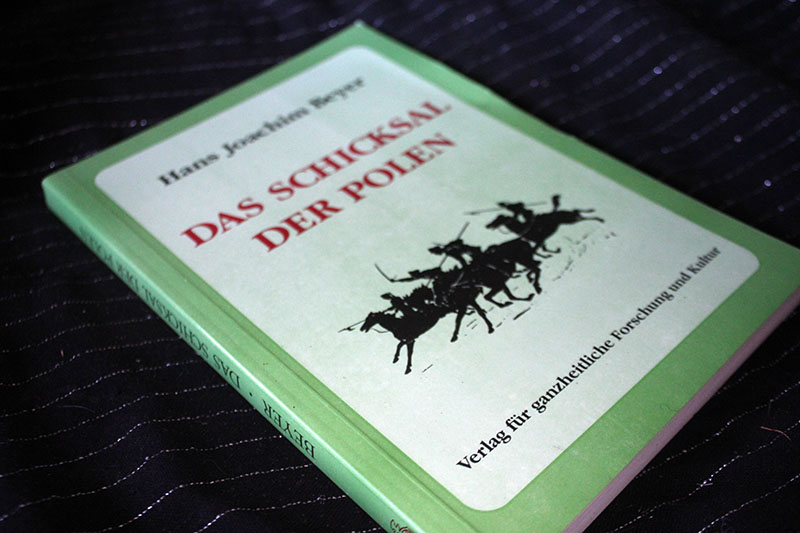 Hans Joachim Beyer
DAS SCHICKSAL
DER POLEN
Verlag für ganzheitliche Forschung und Kultur
BEYER · DAS SCHICKSAL DER POLEN